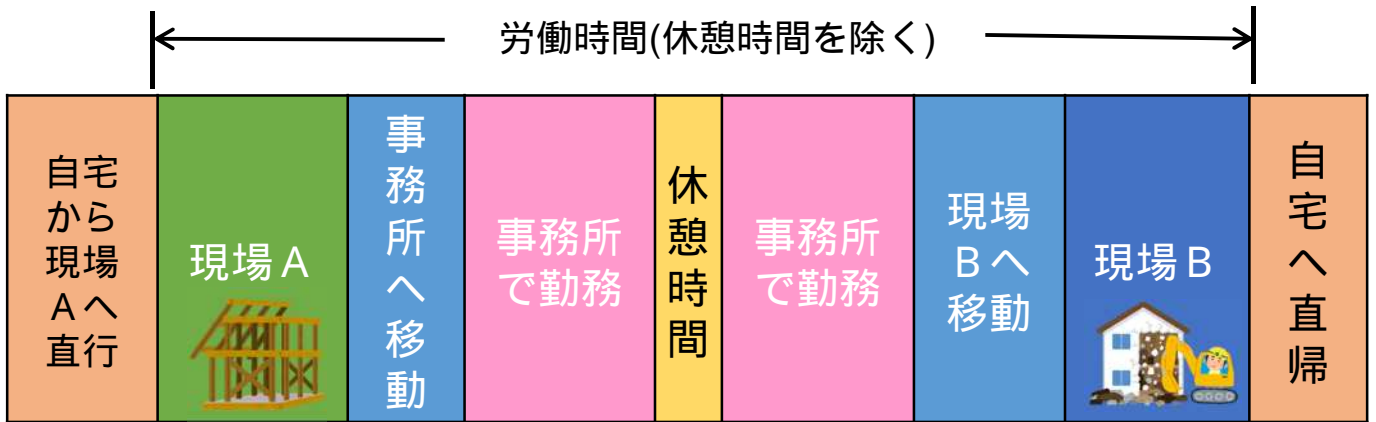 労働時間(休憩時間を除く)
自宅
から
現場
Aへ
直行
現場A
事務所へ移動
事務所
で勤務
休憩時間
事務所
で勤務
現場
Bへ
移動
現場B
自宅へ直帰